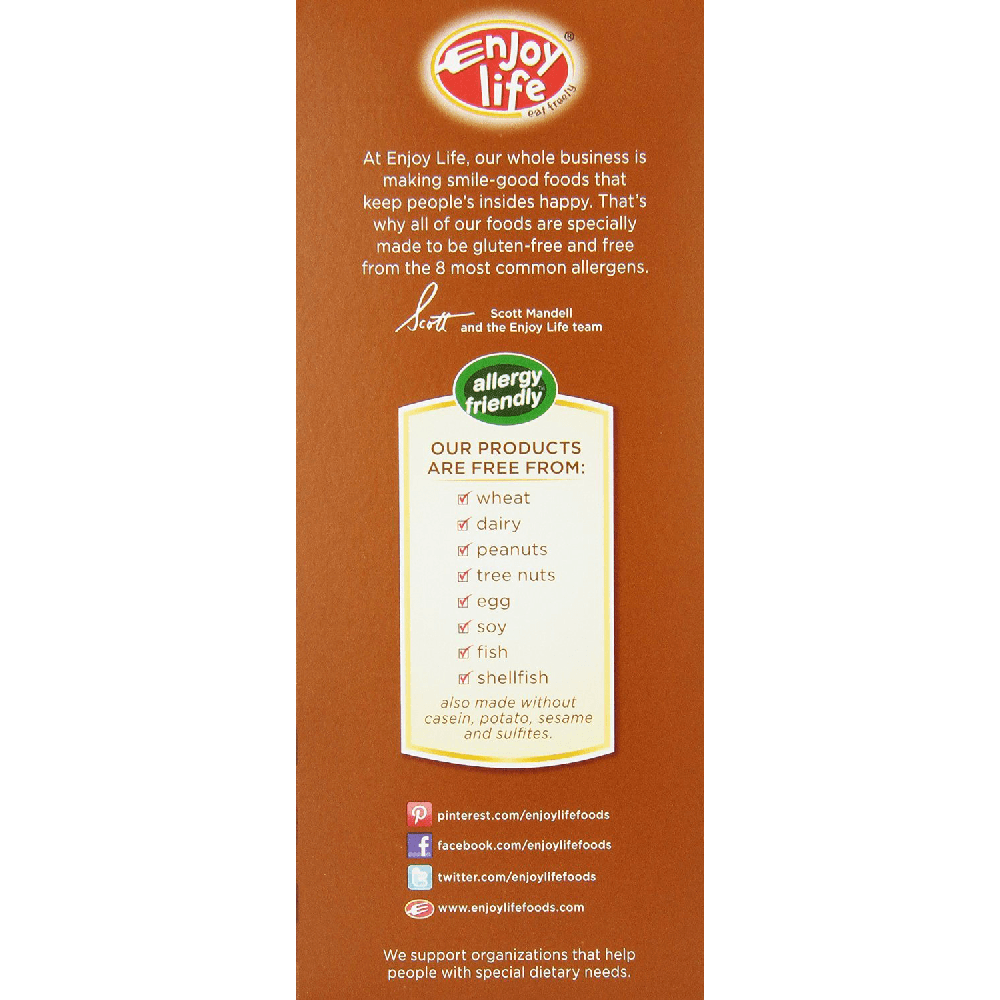 Enjoy
life
eat freely
At Enjoy Life, our whole business is
making smile-good foods that
keep people's insides happy. That's
why all of our foods are specially
made to be gluten-free and free
from the 8 most common allergens.
Scott
Scott Mandell
and the Enjoy Life team
allergy
friendly™
OUR PRODUCTS
ARE FREE FROM:
wheat
dairy
peanuts
tree nuts
egg
soy
fish
shellfish
also made without
casein, potato, sesame
and sulfites.
pinterest.com/enjoylifefoods
facebook.com/enjoylifefoods
twitter.com/enjoylifefoods
www.enjoylifefoods.com
We support organizations that help
people with special dietary needs.